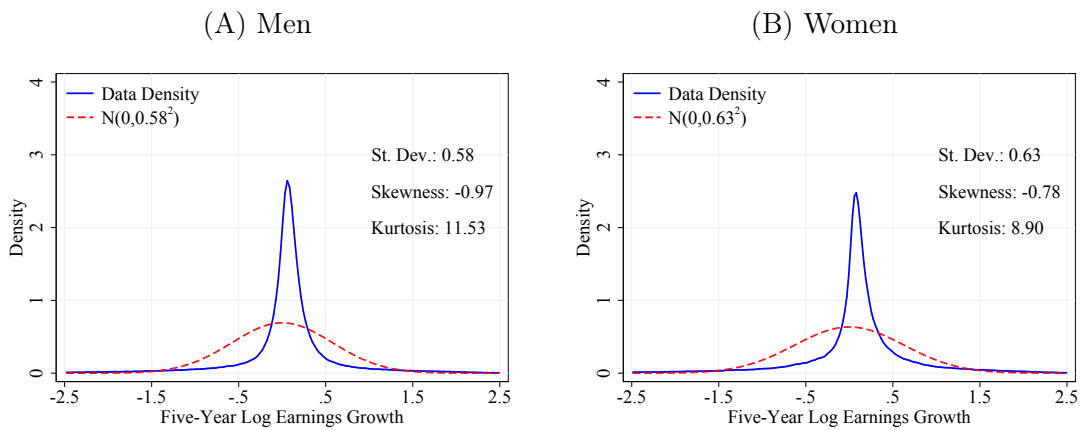 (A) Men
4
3
2
1
0
Density
Data Density
N(0,0.58²)
St. Dev.: 0.58
Skewness: -0.97
Kurtosis: 11.53
-2.5 -1.5 -.5 .5 1.5 2.5
Five-Year Log Earnings Growth
(B) Women
4
3
2
1
0
Density
Data Density
N(0,0.63²)
St. Dev.: 0.63
Skewness: -0.78
Kurtosis: 8.90
-2.5 -1.5 -.5 .5 1.5 2.5
Five-Year Log Earnings Growth